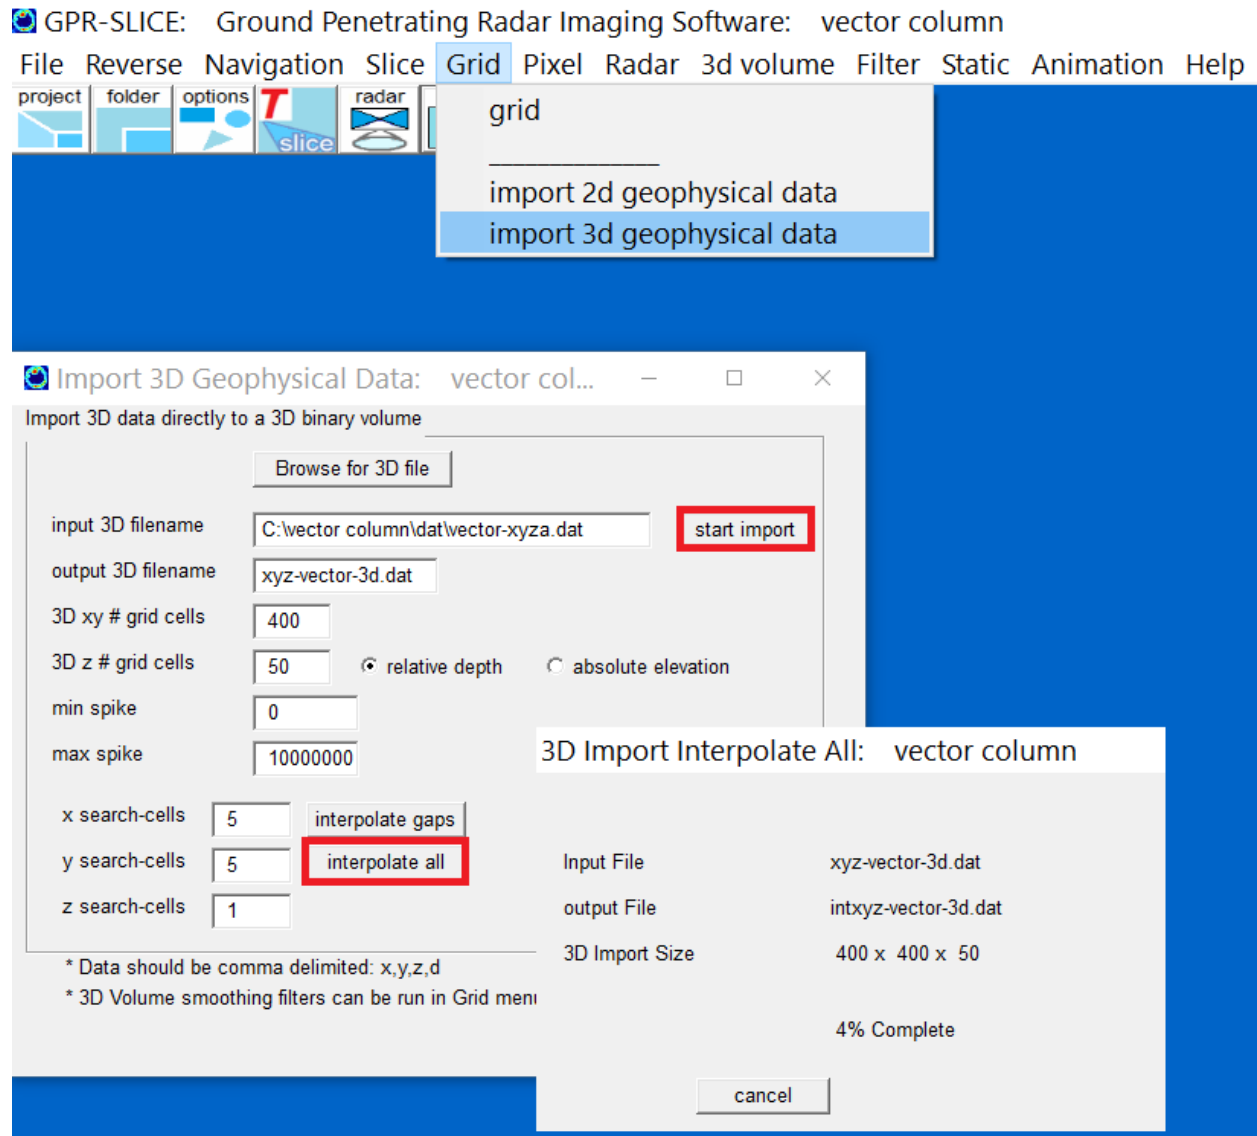 GPR-SLICE: Ground Penetrating Radar Imaging Software: vector column
File Reverse Navigation Slice Grid Pixel Radar 3d volume Filter Static Animation Help
project folder options T slice radar
grid
import 2d geophysical data
import 3d geophysical data
Import 3D Geophysical Data: vector col...
Import 3D data directly to a 3D binary volume
Browse for 3D file
input 3D filename C:\vector column\dat\vector-xyza.dat start import
output 3D filename xyz-vector-3d.dat
3D xy # grid cells 400
3D z # grid cells 50 relative depth absolute elevation
min spike 0
max spike 10000000
x search-cells 5 interpolate gaps
y search-cells 5 interpolate all
z search-cells 1
* Data should be comma delimited: x,y,z,d
* 3D Volume smoothing filters can be run in Grid menu
3D Import Interpolate All: vector column
Input File xyz-vector-3d.dat
output File intxyz-vector-3d.dat
3D Import Size 400 x 400 x 50
4% Complete
cancel